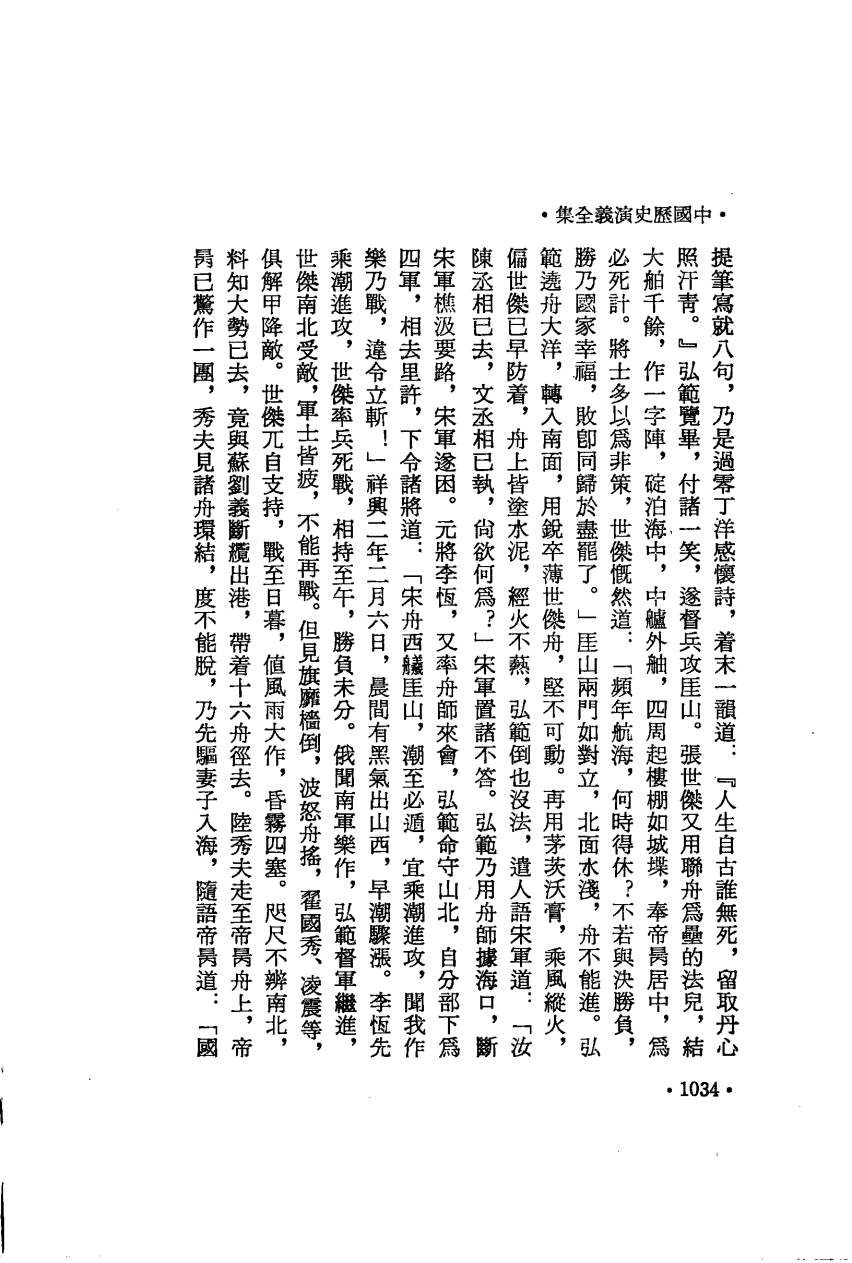 •中國歷史演義全集•
提筆寫就八句，乃是過零丁洋感懷詩，着末一韻道：『人生自古誰無死，留取丹心
照汗青。』弘範覽畢，付諸一笑，遂督兵攻厓山。張世傑又用聯舟爲壘的法兒，結
大舶千餘，作一字陣，碇泊海中，中艫外舳，四周起樓棚如城堞，奉帝昺居中，爲
必死計。將士多以爲非策，世傑慨然道：「頻年航海，何時得休？不若與決勝負，
勝乃國家幸福，敗卽同歸於盡罷了。」厓山兩門如對立，北面水淺，舟不能進。弘
範遶舟大洋，轉入南面，用銳卒薄世傑舟，堅不可動。再用茅茨沃膏，乘風縱火，
偏世傑已早防着，舟上皆塗水泥，經火不爇，弘範倒也沒法，遣人語宋軍道：「汝
陳丞相已去，文丞相已執，尙欲何爲？」宋軍置諸不答。弘範乃用舟師據海口，斷
宋軍樵汲要路，宋軍遂困。元將李恆，又率舟師來會，弘範命守山北，自分部下爲
四軍，相去里許，下令諸將道：「宋舟西艤厓山，潮至必遁，宜乘潮進攻，聞我作
樂乃戰，違令立斬！」祥興二年二月六日，晨間有黑氣出山西，早潮驟漲。李恆先
乘潮進攻，世傑率兵死戰，相持至午，勝負未分。俄聞南軍樂作，弘範督軍繼進，
世傑南北受敵，軍士皆疲，不能再戰。但見旗靡檣倒，波怒舟搖，翟國秀、凌震等，
俱解甲降敵。世傑兀自支持，戰至日暮，値風雨大作，昏霧四塞。咫尺不辨南北，
料知大勢已去，竟與蘇劉義斷纜出港，帶着十六舟徑去。陸秀夫走至帝昺舟上，帝
昺已驚作一團，秀夫見諸舟環結，度不能脫，乃先驅妻子入海，隨語帝昺道：「國
•1034•